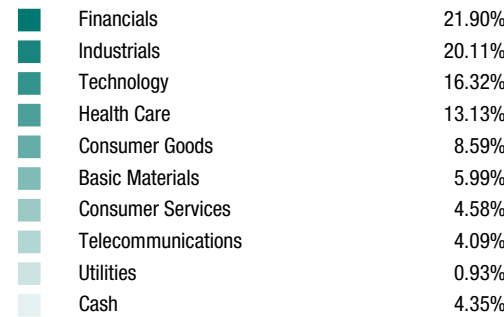 Financials 21.90%
Industrials 20.11%
Technology 16.32%
Health Care 13.13%
Consumer Goods 8.59%
Basic Materials 5.99%
Consumer Services 4.58%
Telecommunications 4.09%
Utilities 0.93%
Cash 4.35%